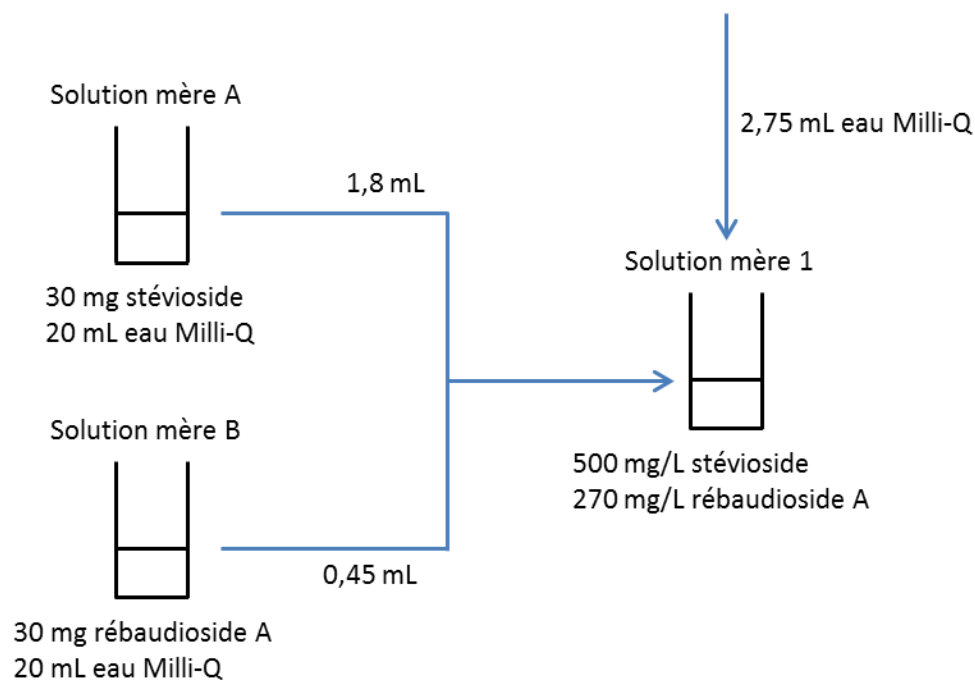 Solution mère A
2,75 mL eau Milli-Q
1,8 mL
Solution mère 1
30 mg stévioside
20 mL eau Milli-Q
Solution mère B
500 mg/L stévioside
270 mg/L rébaudioside A
0,45 mL
30 mg rébaudioside A
20 mL eau Milli-Q